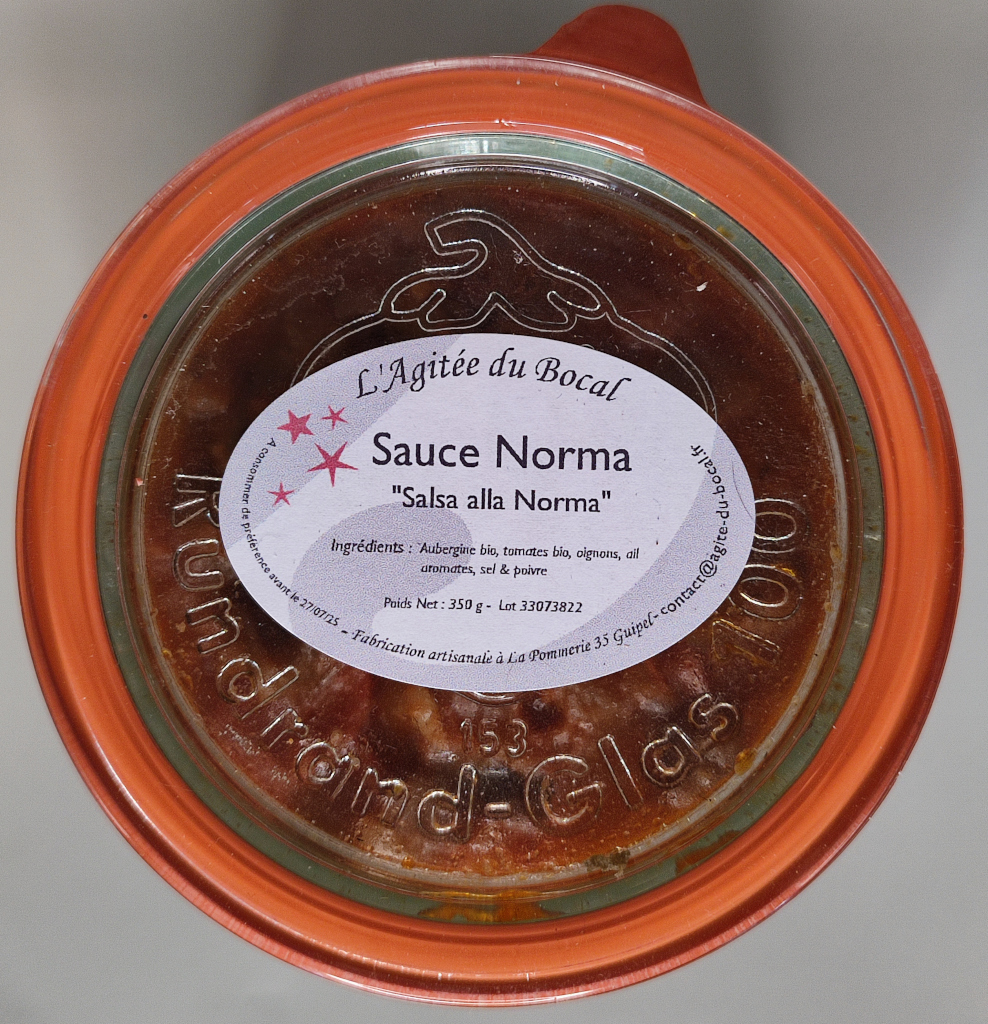 L'Agitée du Bocal
Sauce Norma
"Salsa alla Norma"
Ingrédients : Aubergine bio, tomates bio, oignons, ail
aromates, sel & poivre
Poids Net : 350 g - Lot 33073822
A consommer de préférence avant le 27/07/25 - Fabrication artisanale à La Pommerie 35 Guipel- contact@agite-du-bocal.fr
153
Rundrand-Glas 100